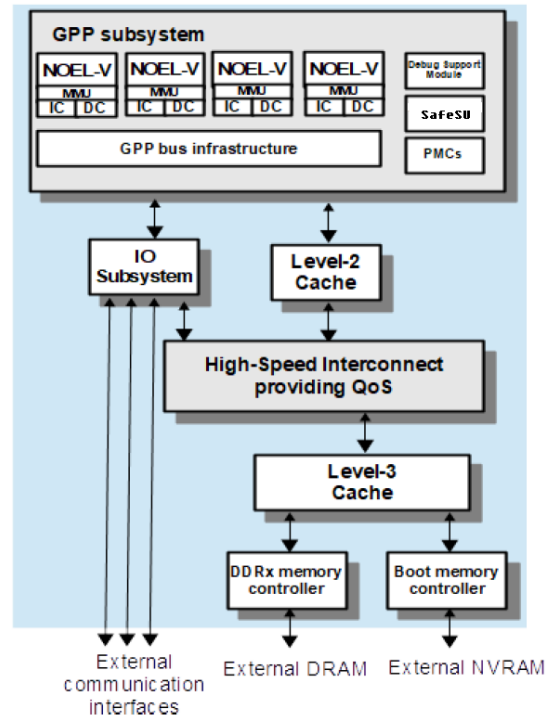 GPP subsystem
NOEL-V NOEL-V NOEL-V NOEL-V
MMU MMU MMU MMU
IC DC IC DC IC DC IC DC
Debug Support
Module
SafeSU
PMCs
GPP bus infrastructure
IO
Subsystem
Level-2
Cache
High-Speed Interconnect
providing QoS
Level-3
Cache
DDRx memory
controller
Boot memory
controller
External
communication
interfaces
External DRAM
External NVRAM